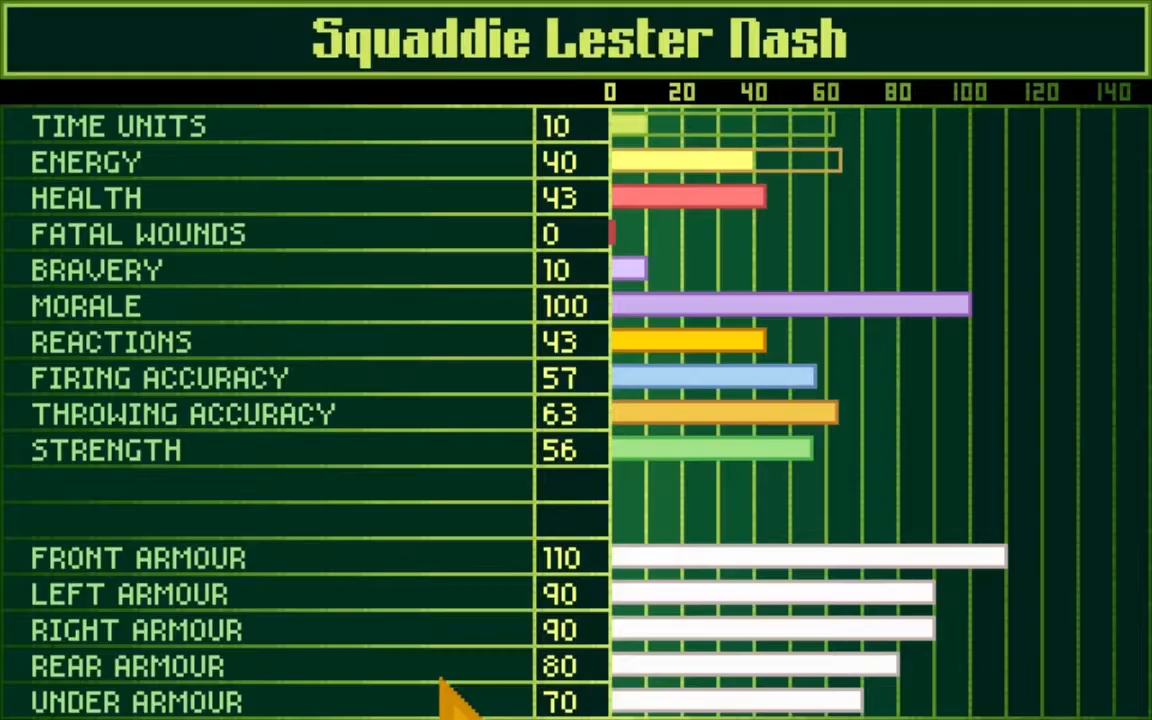 Squaddie Lester Nash
0 20 40 60 80 100 120 140
TIME UNITS 10
ENERGY 40
HEALTH 43
FATAL WOUNDS 0
BRAVERY 10
MORALE 100
REACTIONS 43
FIRING ACCURACY 57
THROWING ACCURACY 63
STRENGTH 56
FRONT ARMOUR 110
LEFT ARMOUR 90
RIGHT ARMOUR 90
REAR ARMOUR 80
UNDER ARMOUR 70